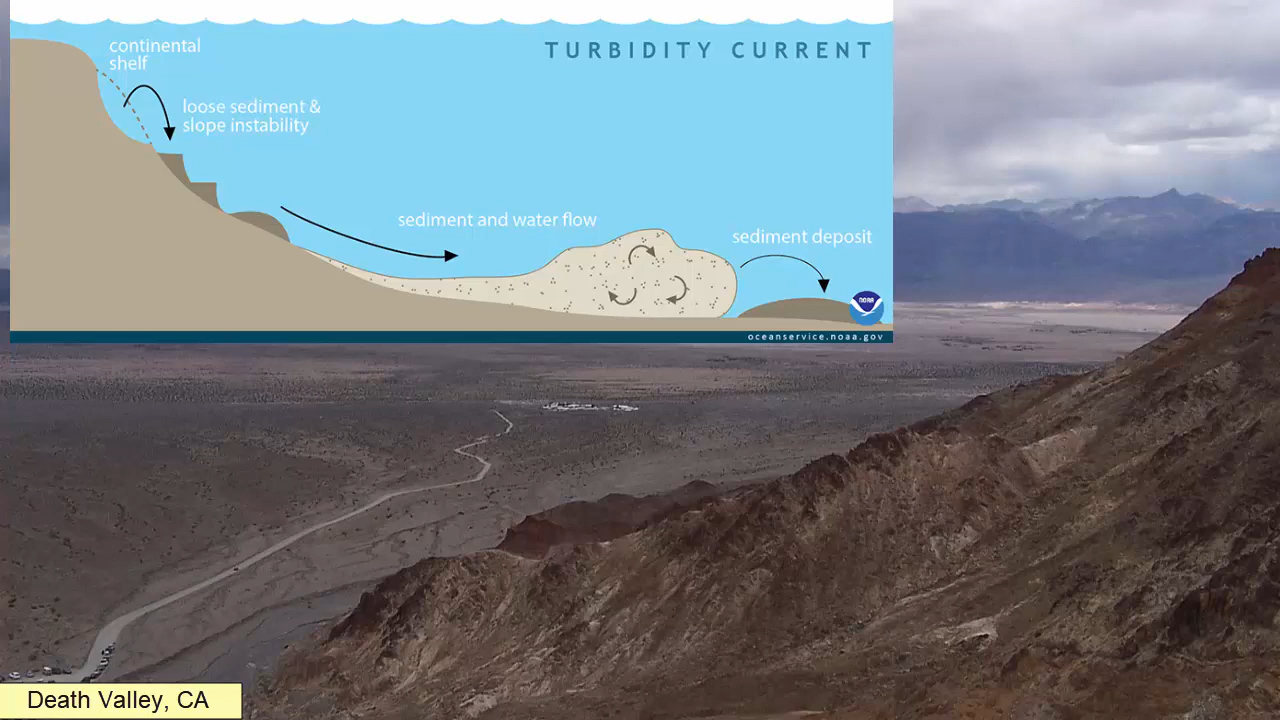 TURBIDITY CURRENT
continental
shelf
loose sediment &
slope instability
sediment and water flow
sediment deposit
NOAA
oceanservice.noaa.gov
Death Valley, CA